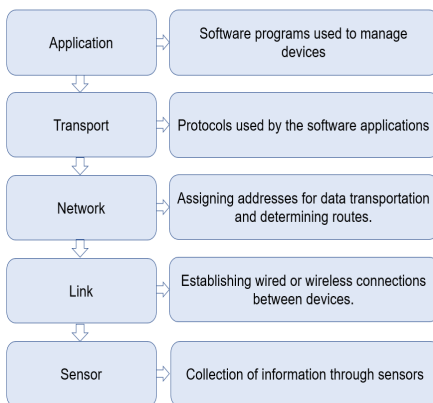 Application
Software programs used to manage
devices
Transport
Protocols used by the software applications
Network
Assigning addresses for data transportation
and determining routes.
Link
Establishing wired or wireless connections
between devices.
Sensor
Collection of information through sensors